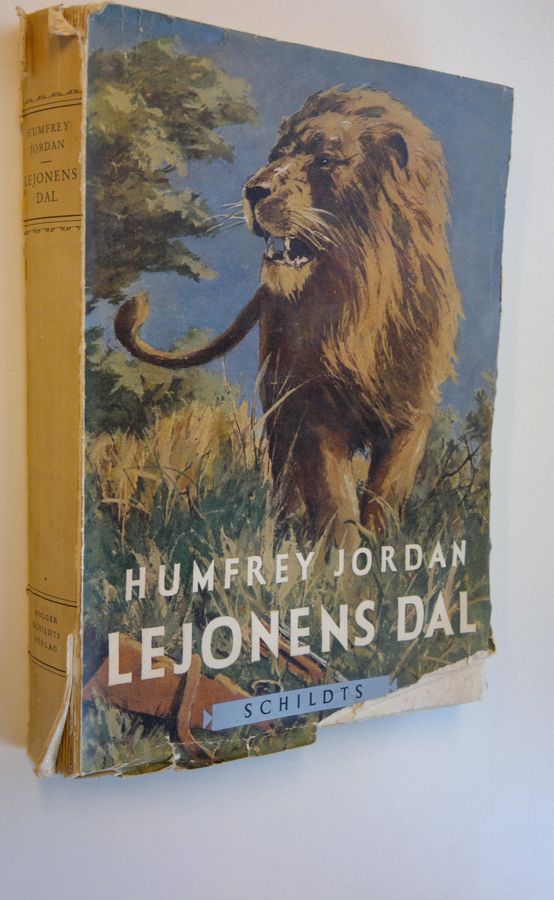 HUMFREY
JORDAN
LEJONENS
DAL
HOLGER
SCHILDTS
FÖRLAG
HUMFREY JORDAN
LEJONENS DAL
SCHILDTS